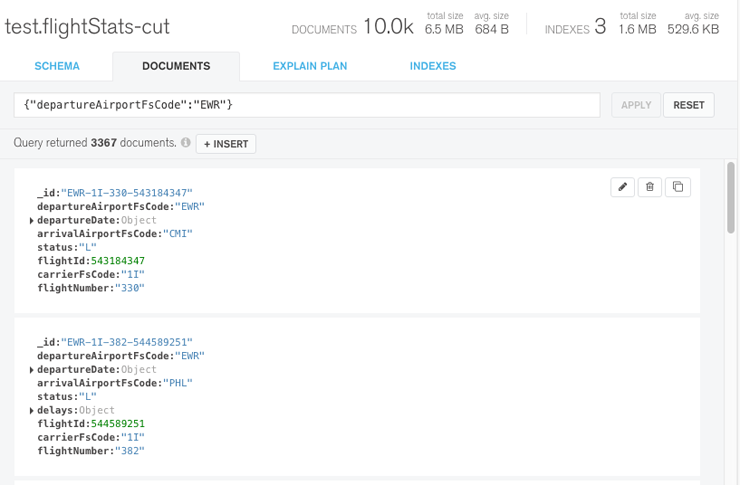 test.flightStats-cut
DOCUMENTS 10.0k total size 6.5 MB avg. size 684 B INDEXES 3 total size 1.6 MB avg. size 529.6 KB
SCHEMA DOCUMENTS EXPLAIN PLAN INDEXES
{"departureAirportFsCode":"EWR"} APPLY RESET
Query returned 3367 documents. + INSERT
_id:"EWR-1I-330-543184347"
departureAirportFsCode:"EWR"
departureDate:Object
arrivalAirportFsCode:"CMI"
status:"L"
flightId:543184347
carrierFsCode:"1I"
flightNumber:"330"
_id:"EWR-1I-382-544589251"
departureAirportFsCode:"EWR"
departureDate:Object
arrivalAirportFsCode:"PHL"
status:"L"
delays:Object
flightId:544589251
carrierFsCode:"1I"
flightNumber:"382"